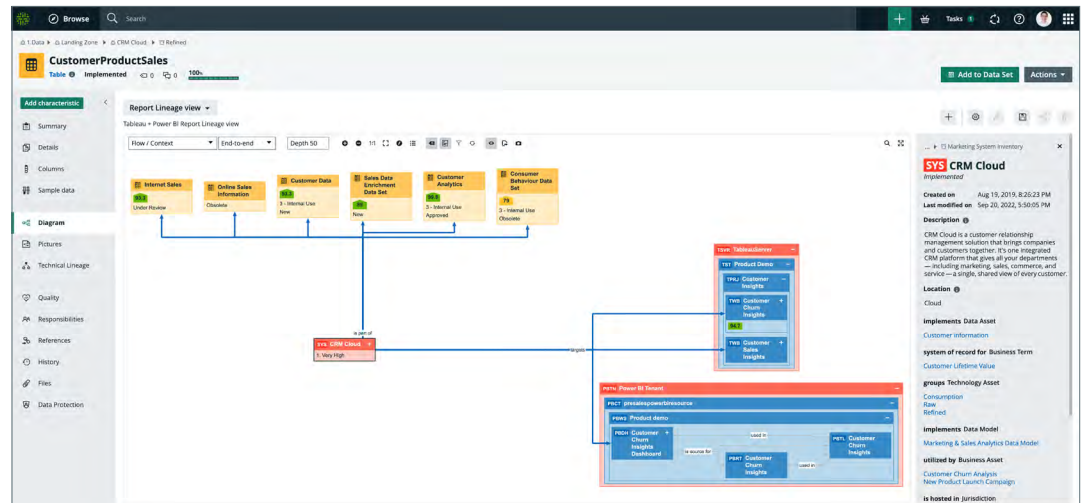 Browse
Search
Tasks
1.Data
Landing Zone
CRM Cloud
Refined
CustomerProductSales
Table
Implemented
0
0
100%
Add to Data Set
Actions
Add characteristic
Summary
Details
Columns
Sample data
Diagram
Pictures
Technical Lineage
Quality
Responsibilities
References
History
Files
Data Protection
Report Lineage view
Tableau + Power BI Report Lineage view
Flow / Context
End-to-end
Depth 50
1:1
Internet Sales
Under Review
Online Sales
Information
Obsolete
Customer Data
3 - Internal Use
New
Sales Date
Enrichment
Data Set
New
Customer
Analytics
3 - Internal Use
Approved
Consumer
Behaviour Data
Set
79
3 - Internal Use
Obsolete
is part of
SYS CRM Cloud +
1. Very High
targets
TSVR TableauServer
TST Product Demo
TPRJ Customer
Insights
TWB Customer
Churn
Insights
94.7
TWB Customer
Sales
Insights
PBTN Power BI Tenant
PBCT presalespowerbiresource
PBWS Product demo
PBDH Customer
Churn
Insights
Dashboard
is source for
used in
PBRT Customer
Churn
Insights
used in
PBTL Customer
Churn
Insights
... Marketing System Inventory
SYS CRM Cloud
Implemented
Created on Aug 19, 2019, 8:26:23 PM
Last modified on Sep 20, 2022, 5:50:05 PM
Description
CRM Cloud is a customer relationship
management solution that brings companies
and customers together. It's one integrated
CRM platform that gives all your departments
— including marketing, sales, commerce, and
service — a single, shared view of every customer.
Location
Cloud
implements Data Asset
Customer Information
system of record for Business Term
Customer Lifetime Value
groups Technology Asset
Consumption
Raw
Refined
implements Data Model
Marketing & Sales Analytics Data Model
utilized by Business Asset
Customer Churn Analysis
New Product Launch Campaign
is hosted in Jurisdiction